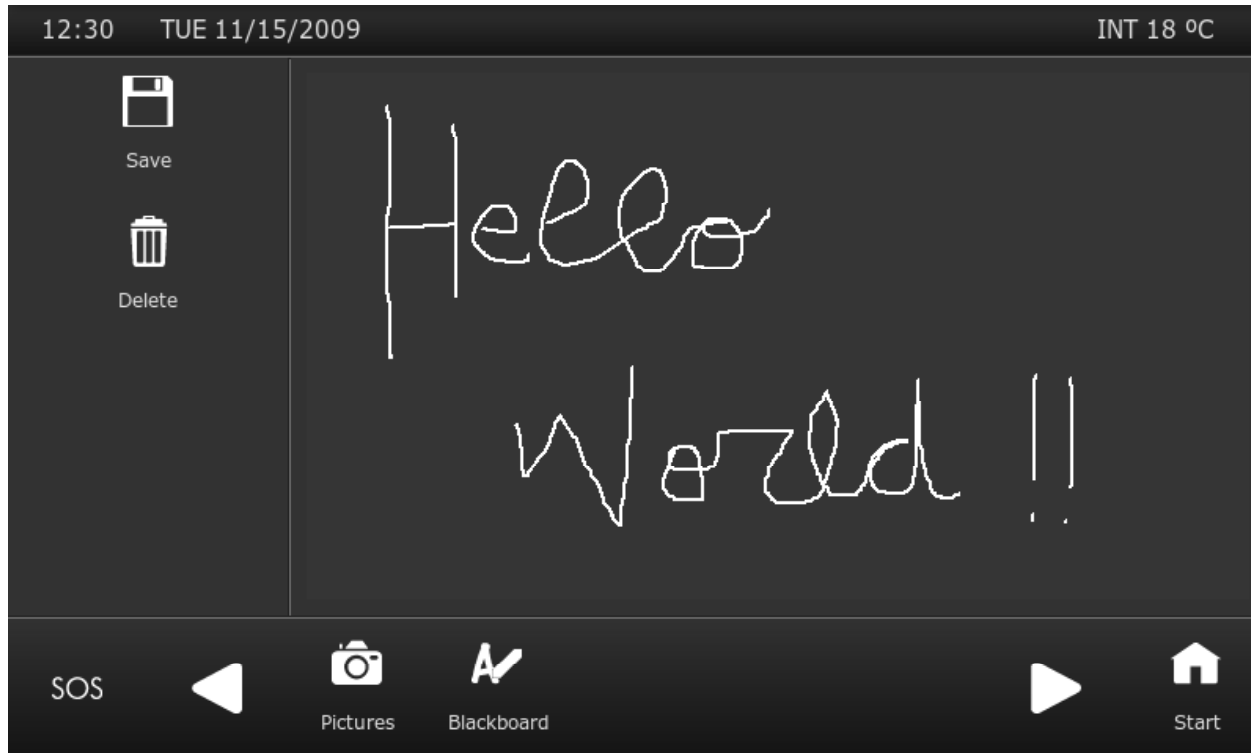 12:30 TUE 11/15/2009 INT 18 ºC
Save
Delete
Hello
World !!
SOS
Pictures Blackboard Start